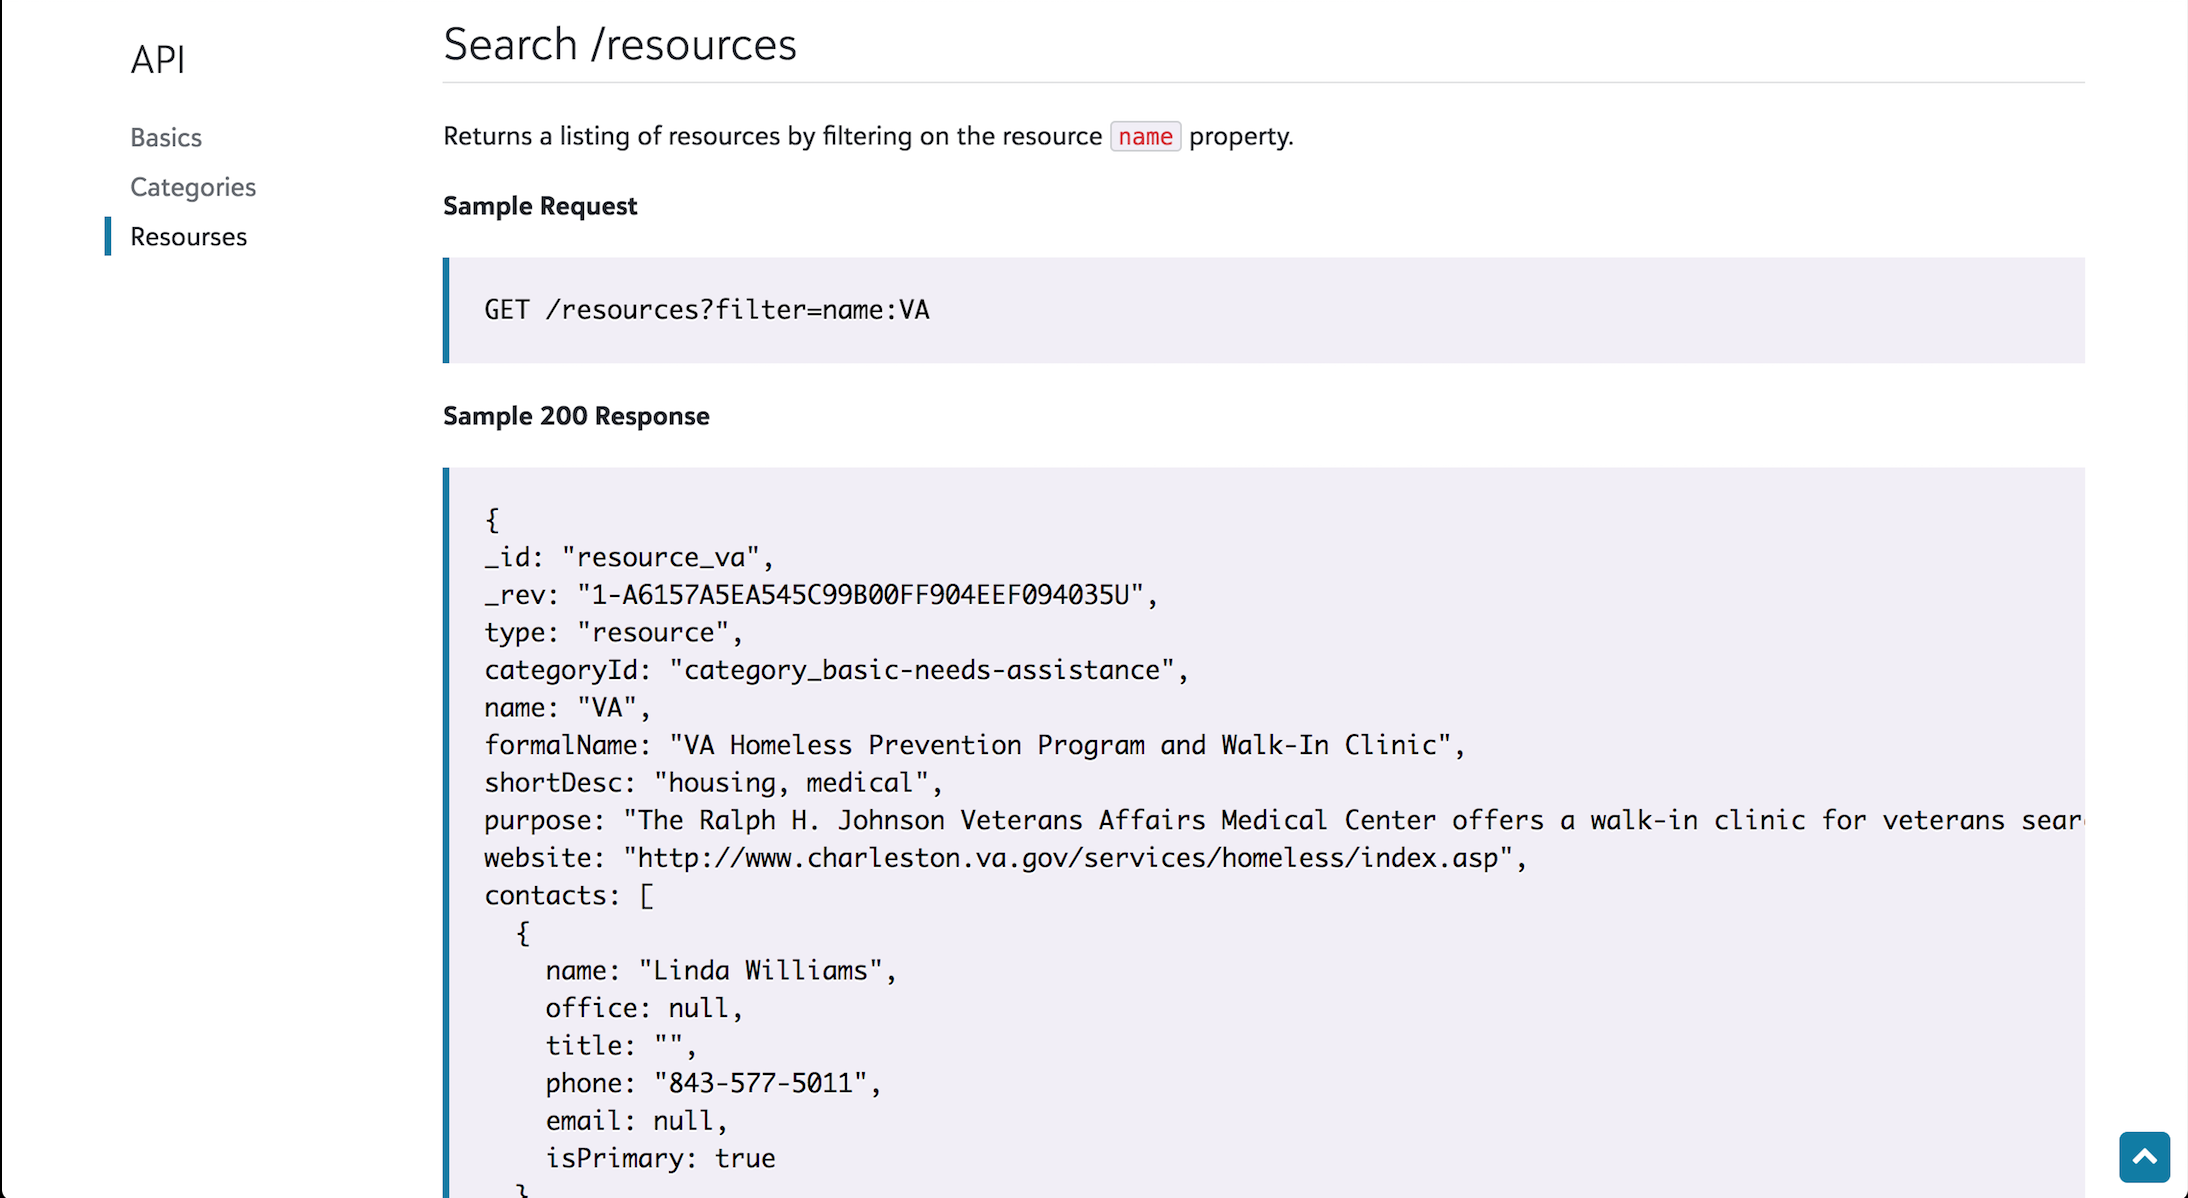 API
Basics
Categories
Resourses
Search /resources
Returns a listing of resources by filtering on the resource name property.
Sample Request
GET /resources?filter=name:VA
Sample 200 Response
{
_id: "resource_va",
_rev: "1-A6157A5EA545C99B00FF904EEF094035U",
type: "resource",
categoryId: "category_basic-needs-assistance",
name: "VA",
formalName: "VA Homeless Prevention Program and Walk-In Clinic",
shortDesc: "housing, medical",
purpose: "The Ralph H. Johnson Veterans Affairs Medical Center offers a walk-in clinic for veterans sear
website: "http://www.charleston.va.gov/services/homeless/index.asp",
contacts: [
{
name: "Linda Williams",
office: null,
title: "",
phone: "843-577-5011",
email: null,
isPrimary: true
}